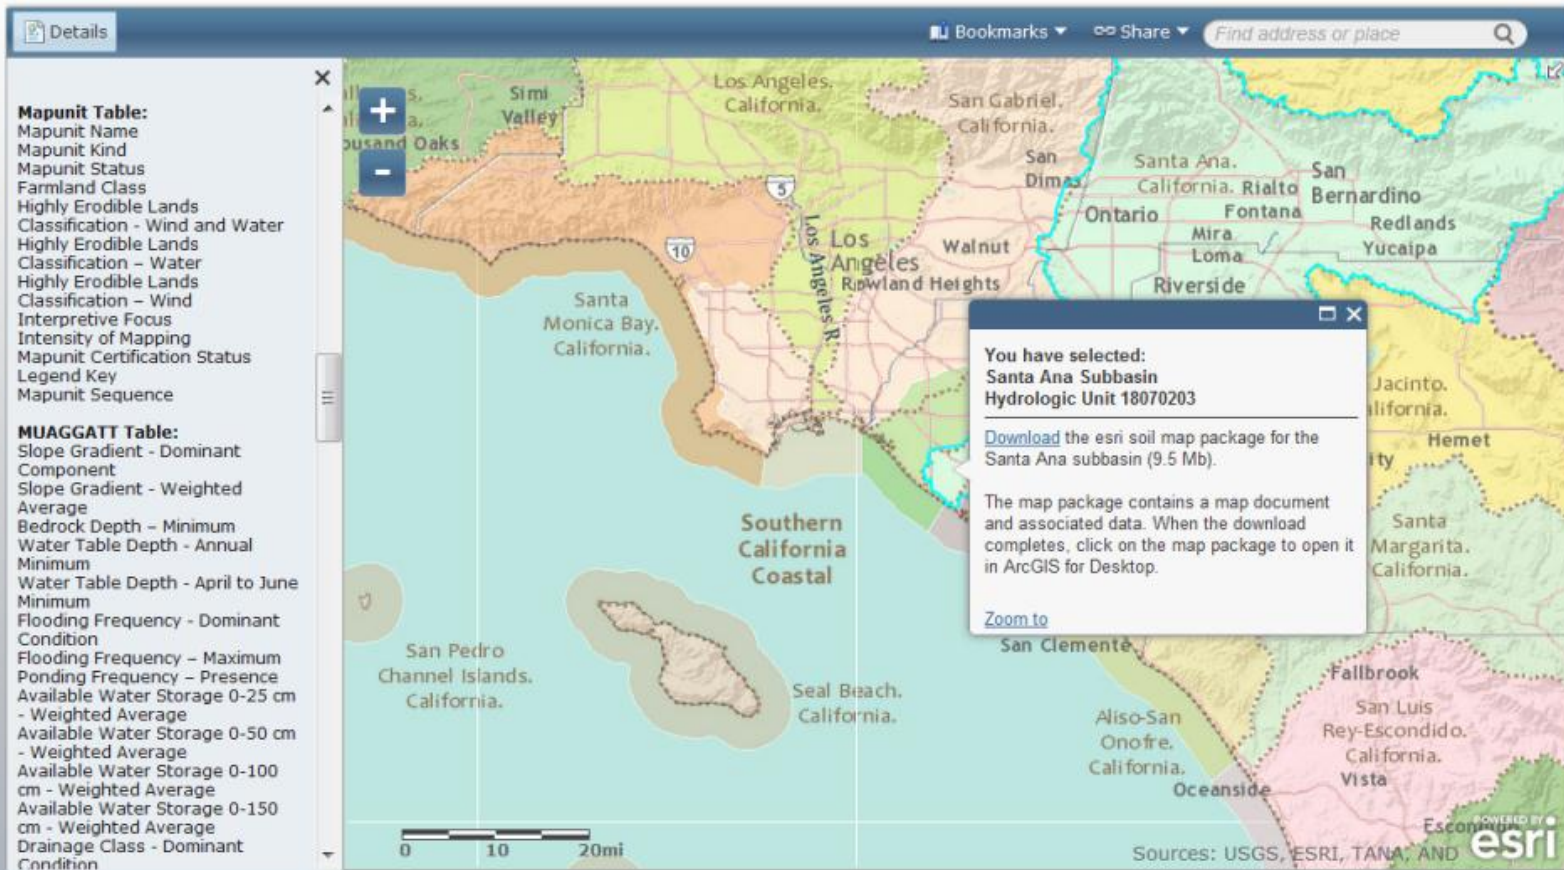 Details
Bookmarks
Share
Find address or place
Mapunit Table:
Mapunit Name
Mapunit Kind
Mapunit Status
Farmland Class
Highly Erodible Lands
Classification - Wind and Water
Highly Erodible Lands
Classification – Water
Highly Erodible Lands
Classification – Wind
Interpretive Focus
Intensity of Mapping
Mapunit Certification Status
Legend Key
Mapunit Sequence
MUAGGATT Table:
Slope Gradient - Dominant
Component
Slope Gradient - Weighted
Average
Bedrock Depth – Minimum
Water Table Depth - Annual
Minimum
Water Table Depth - April to June
Minimum
Flooding Frequency - Dominant
Condition
Flooding Frequency – Maximum
Ponding Frequency – Presence
Available Water Storage 0-25 cm
- Weighted Average
Available Water Storage 0-50 cm
- Weighted Average
Available Water Storage 0-100
cm - Weighted Average
Available Water Storage 0-150
cm - Weighted Average
Drainage Class - Dominant
Condition
+
-
Simi
Valley
ousand Oaks
Los Angeles.
California.
San Gabriel.
California.
San
Dimas
Santa Ana.
California.
Rialto
San
Bernardino
Ontario
Fontana
Redlands
Mira
Loma
Yucaipa
Riverside
5
10
Los
Angeles
Los Angeles R
Walnut
Rowland Heights
Santa
Monica Bay.
California.
You have selected:
Santa Ana Subbasin
Hydrologic Unit 18070203
Download the esri soil map package for the
Santa Ana subbasin (9.5 Mb).
The map package contains a map document
and associated data. When the download
completes, click on the map package to open it
in ArcGIS for Desktop.
Zoom to
Jacinto.
lifornia.
Hemet
ity
Santa
Margarita.
California.
Southern
California
Coastal
San Clemente
San Pedro
Channel Islands.
California.
Seal Beach.
California.
Aliso-San
Onofre.
California.
Fallbrook
San Luis
Rey-Escondido.
California.
Vista
Oceanside
0 10 20mi
Sources: USGS, ESRI, TANA, AND
POWERED BY
esri